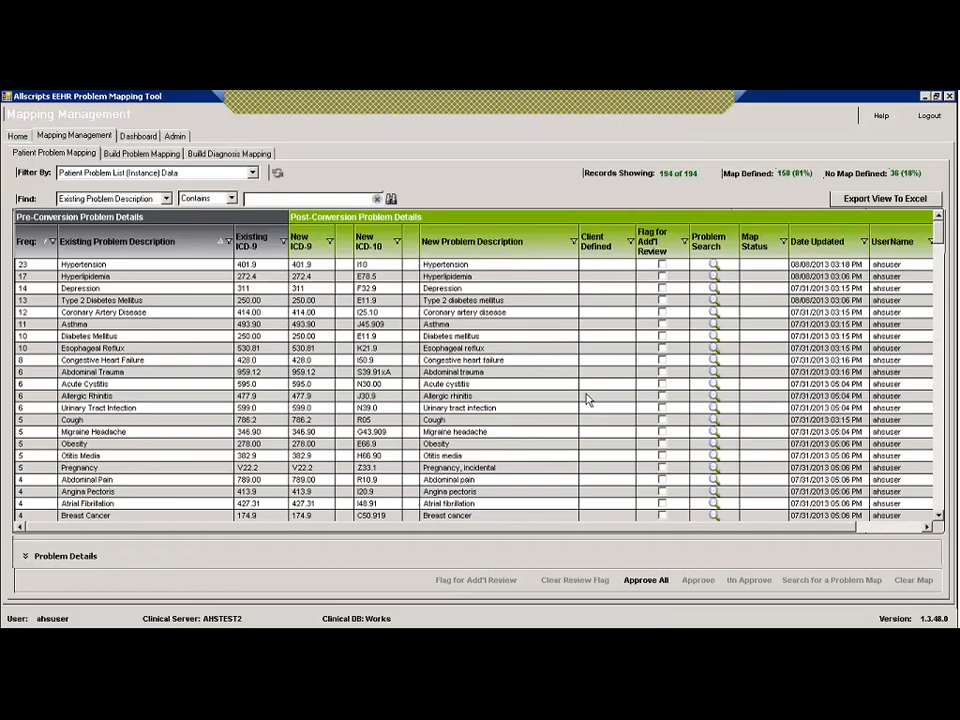 Allscripts EEHR Problem Mapping Tool
Mapping Management
Help Logout
Home Mapping Management Dashboard Admin
Patient Problem Mapping Build Problem Mapping Builld Diagnosis Mapping
Filter By: Patient Problem List (Instance) Data Records Showing: 194 of 194 Map Defined: 158 (81%) No Map Defined: 36 (18%)
Find: Existing Problem Description Contains Export View To Excel
Pre-Conversion Problem Details Post-Conversion Problem Details
Freq: Existing Problem Description Existing ICD-9 New ICD-9 New ICD-10 New Problem Description Client Defined Flag for Add'l Review Problem Search Map Status Date Updated UserName
23 Hypertension 401.9 401.9 I10 Hypertension 08/08/2013 03:18 PM ahsuser
17 Hyperlipidemia 272.4 272.4 E78.5 Hyperlipidemia 08/08/2013 03:06 PM ahsuser
14 Depression 311 311 F32.9 Depression 07/31/2013 03:15 PM ahsuser
13 Type 2 Diabetes Mellitus 250.00 250.00 E11.9 Type 2 diabetes mellitus 08/08/2013 03:06 PM ahsuser
12 Coronary Artery Disease 414.00 414.00 I25.10 Coronary artery disease 07/31/2013 03:15 PM ahsuser
11 Asthma 493.90 493.90 J45.909 Asthma 07/31/2013 03:15 PM ahsuser
10 Diabetes Mellitus 250.00 250.00 E11.9 Diabetes mellitus 07/31/2013 03:15 PM ahsuser
10 Esophageal Reflux 530.81 530.81 K21.9 Esophageal reflux 07/31/2013 03:15 PM ahsuser
8 Congestive Heart Failure 428.0 428.0 I50.9 Congestive heart failure 07/31/2013 03:16 PM ahsuser
6 Abdominal Trauma 959.12 959.12 S39.91xA Abdominal trauma 07/31/2013 03:16 PM ahsuser
6 Acute Cystitis 595.0 595.0 N30.00 Acute cystitis 07/31/2013 05:04 PM ahsuser
6 Allergic Rhinitis 477.9 477.9 J30.9 Allergic rhinitis 07/31/2013 05:04 PM ahsuser
6 Urinary Tract Infection 599.0 599.0 N39.0 Urinary tract infection 07/31/2013 05:04 PM ahsuser
5 Cough 786.2 786.2 R05 Cough 07/31/2013 05:04 PM ahsuser
5 Migraine Headache 346.90 346.90 G43.909 Migraine headache 07/31/2013 05:06 PM ahsuser
5 Obesity 278.00 278.00 E66.9 Obesity 07/31/2013 05:06 PM ahsuser
5 Otitis Media 382.9 382.9 H66.90 Otitis media 07/31/2013 05:06 PM ahsuser
5 Pregnancy V22.2 V22.2 Z33.1 Pregnancy, incidental 07/31/2013 05:06 PM ahsuser
4 Abdominal Pain 789.00 789.00 R10.9 Abdominal pain 07/31/2013 05:06 PM ahsuser
4 Angina Pectoris 413.9 413.9 I20.9 Angina pectoris 07/31/2013 05:06 PM ahsuser
4 Atrial Fibrillation 427.31 427.31 I48.91 Atrial fibrillation 07/31/2013 05:06 PM ahsuser
4 Breast Cancer 174.9 174.9 C50.919 Breast cancer 07/31/2013 05:06 PM ahsuser
Problem Details
Flag for Add'l Review Clear Review Flag Approve All Approve Un Approve Search for a Problem Map Clear Map
User: ahsuser Clinical Server: AHSTEST2 Clinical DB: Works Version: 1.3.48.0